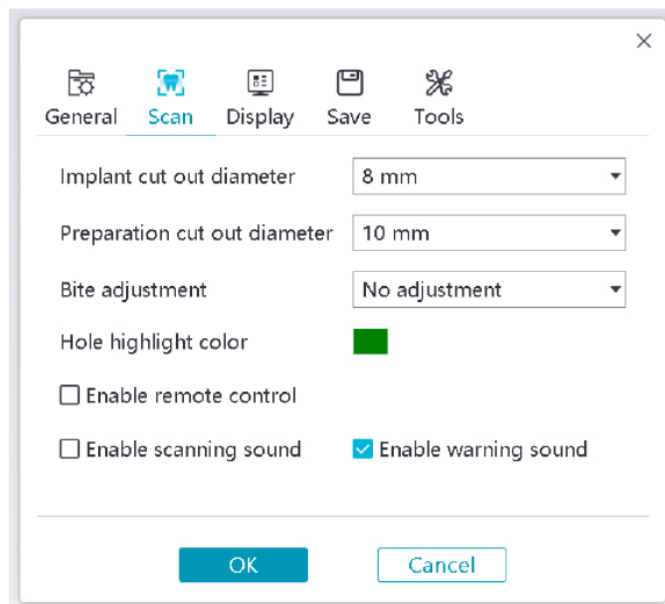 General Scan Display Save Tools
Implant cut out diameter 8 mm
Preparation cut out diameter 10 mm
Bite adjustment No adjustment
Hole highlight color
Enable remote control
Enable scanning sound Enable warning sound
OK Cancel